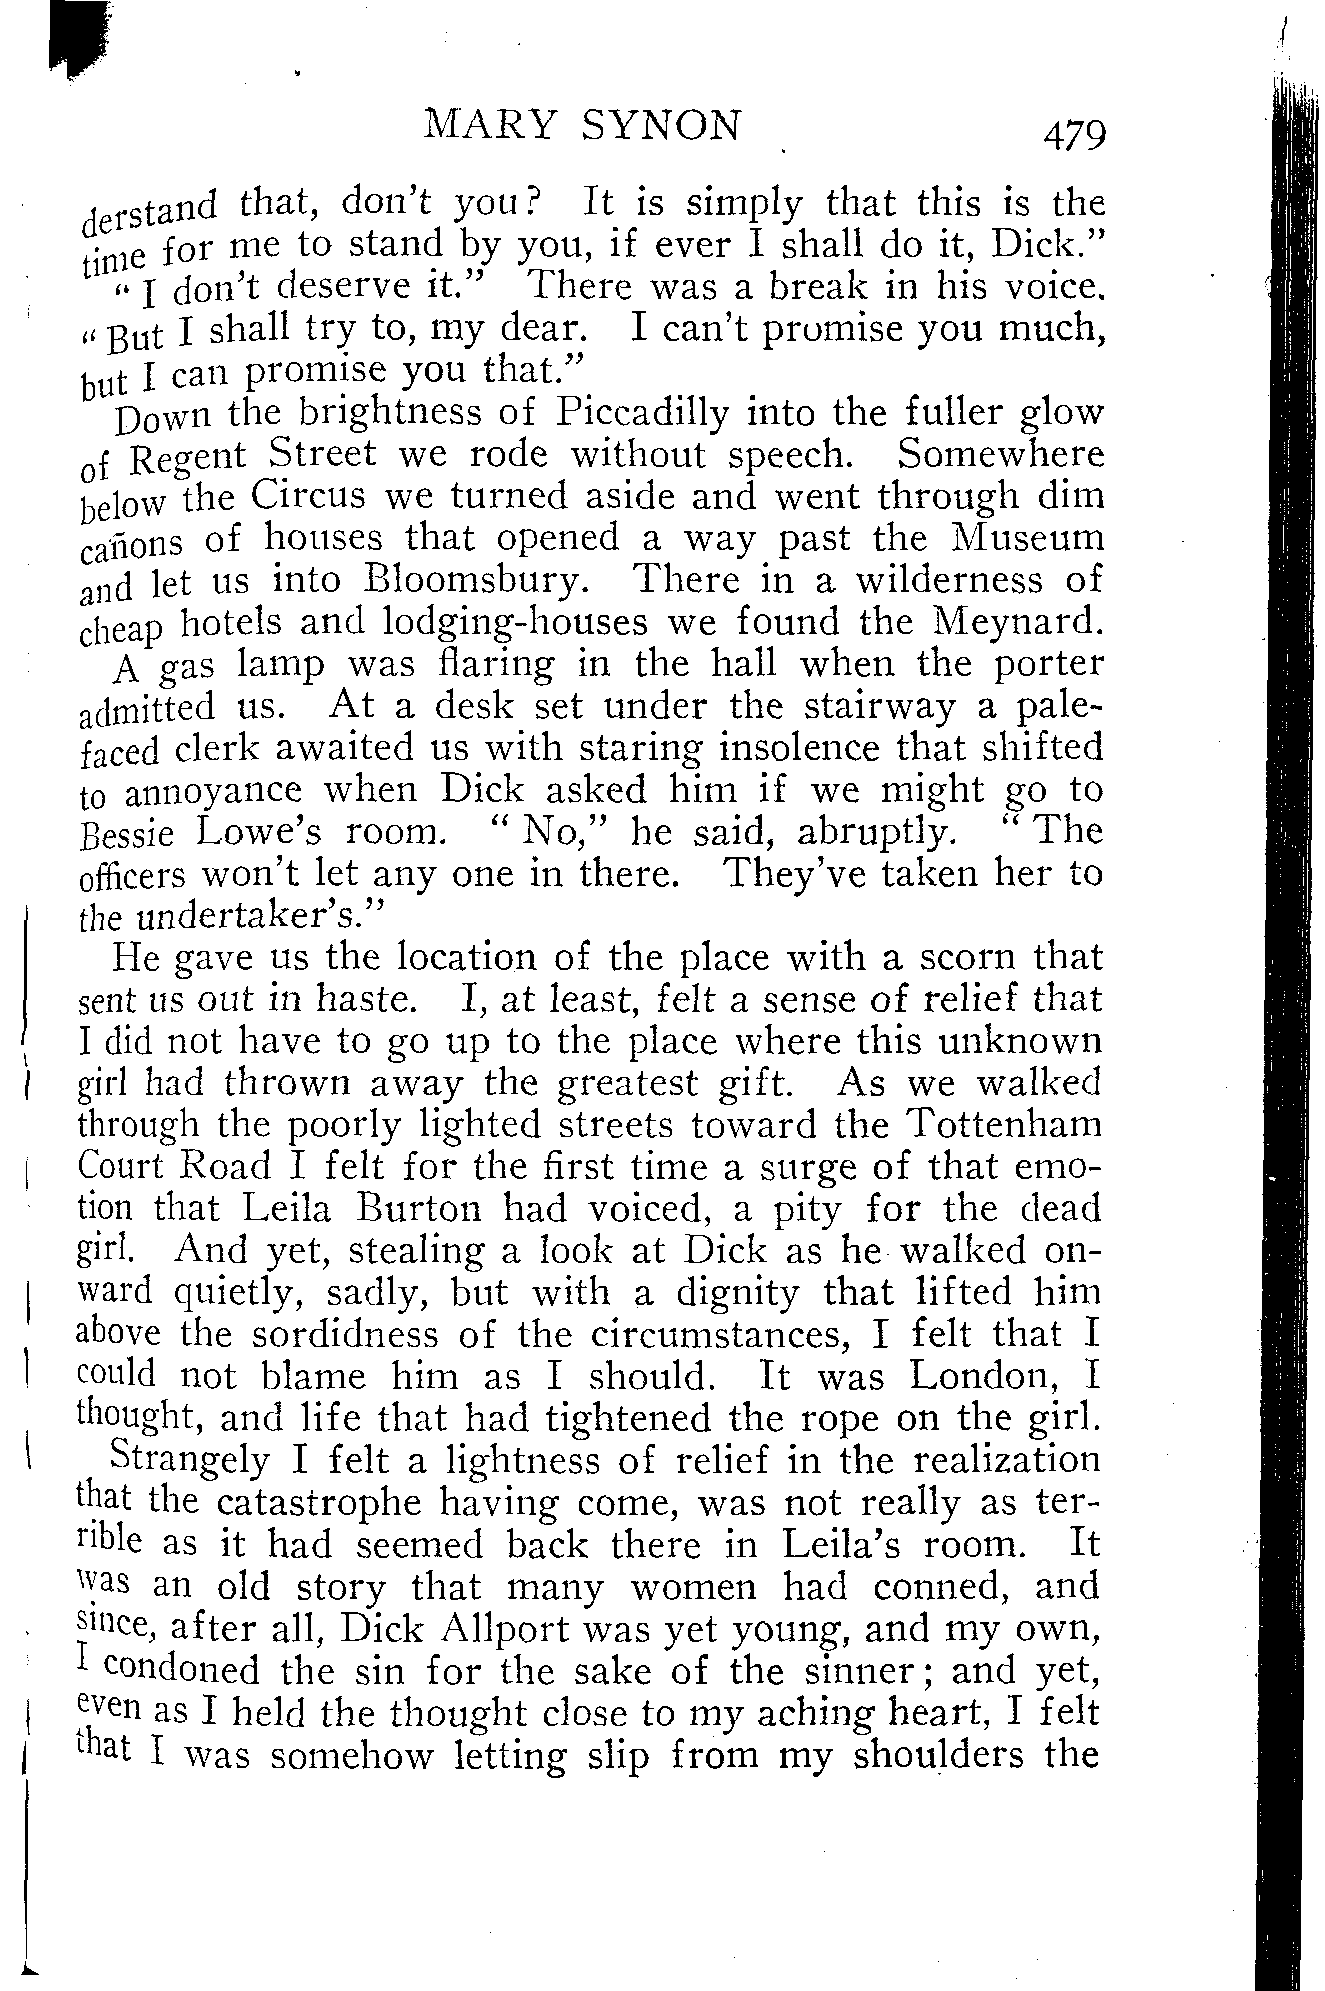 MARY SYNON 479
derstand that, don't you? It is simply that this is the
time for me to stand by you, if ever I shall do it, Dick."
"I don't deserve it." There was a break in his voice.
"But I shall try to, my dear. I can't promise you much,
but I can promise you that."
Down the brightness of Piccadilly into the fuller glow
of Regent Street we rode without speech. Somewhere
below the Circus we turned aside and went through dim
cañons of houses that opened a way past the Museum
and let us into Bloomsbury. There in a wilderness of
cheap hotels and lodging-houses we found the Meynard.
A gas lamp was flaring in the hall when the porter
admitted us. At a desk set under the stairway a pale-
faced clerk awaited us with staring insolence that shifted
to annoyance when Dick asked him if we might go to
Bessie Lowe's room. "No," he said, abruptly. "The
officers won't let any one in there. They've taken her to
the undertaker's."
He gave us the location of the place with a scorn that
sent us out in haste. I, at least, felt a sense of relief that
I did not have to go up to the place where this unknown
girl had thrown away the greatest gift. As we walked
through the poorly lighted streets toward the Tottenham
Court Road I felt for the first time a surge of that emo-
tion that Leila Burton had voiced, a pity for the dead
girl. And yet, stealing a look at Dick as he walked on-
ward quietly, sadly, but with a dignity that lifted him
above the sordidness of the circumstances, I felt that I
could not blame him as I should. It was London, I
thought, and life that had tightened the rope on the girl.
Strangely I felt a lightness of relief in the realization
that the catastrophe having come, was not really as ter-
rible as it had seemed back there in Leila's room. It
was an old story that many women had conned, and
since, after all, Dick Allport was yet young, and my own,
I condoned the sin for the sake of the sinner; and yet,
even as I held the thought close to my aching heart, I felt
that I was somehow letting slip from my shoulders the